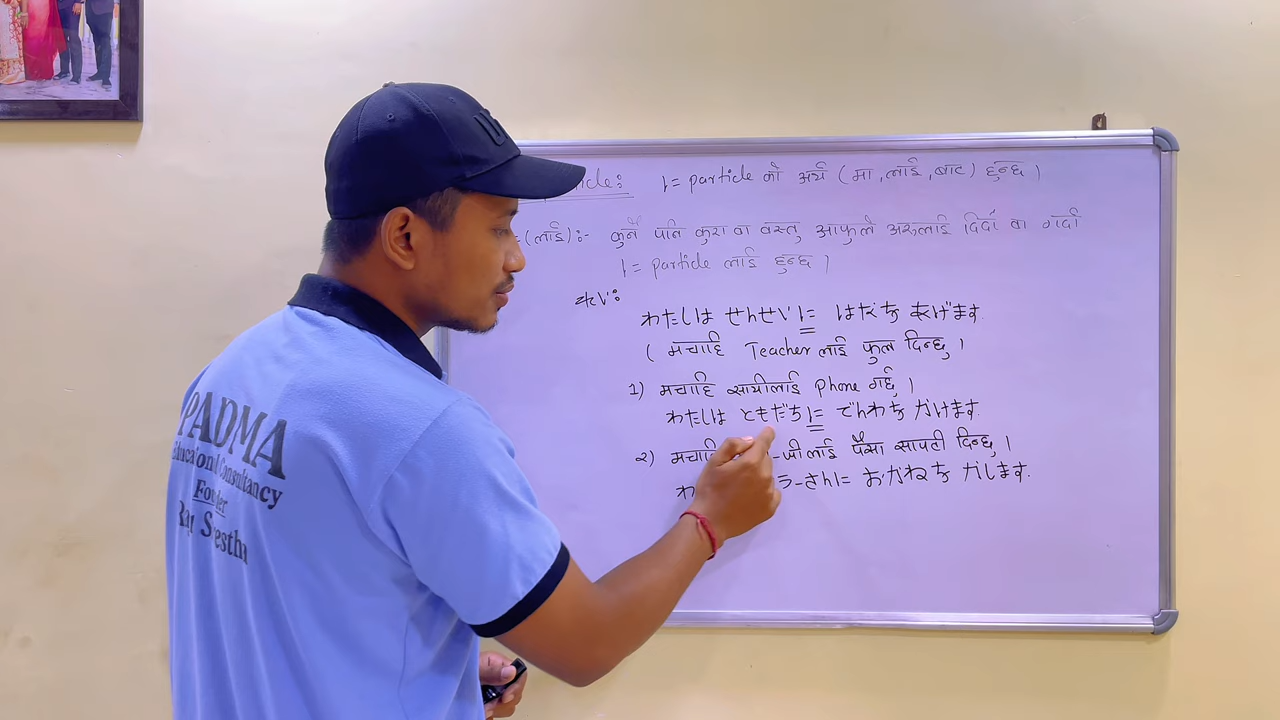 particle: に particle को अर्थ (मा, लाई, बाट) हुन्छ ।
(लाई):- कुनै पनि कुरा वा वस्तु आफुले अरुलाई दिदाँ वा गर्दा
に particle लाई हुन्छ ।
わたしは せんせいに はなを あげます
( मचाहि Teacher लाई फुल दिन्छु ।
1) मचाहि साथीलाई phone गर्छु ।
わたしは ともだちに でんわを かけます
२) मचाहि लाई पैसा सापटी दिन्छु ।
さんに おかねを かします
PADMA
Educational Consultancy
Founder